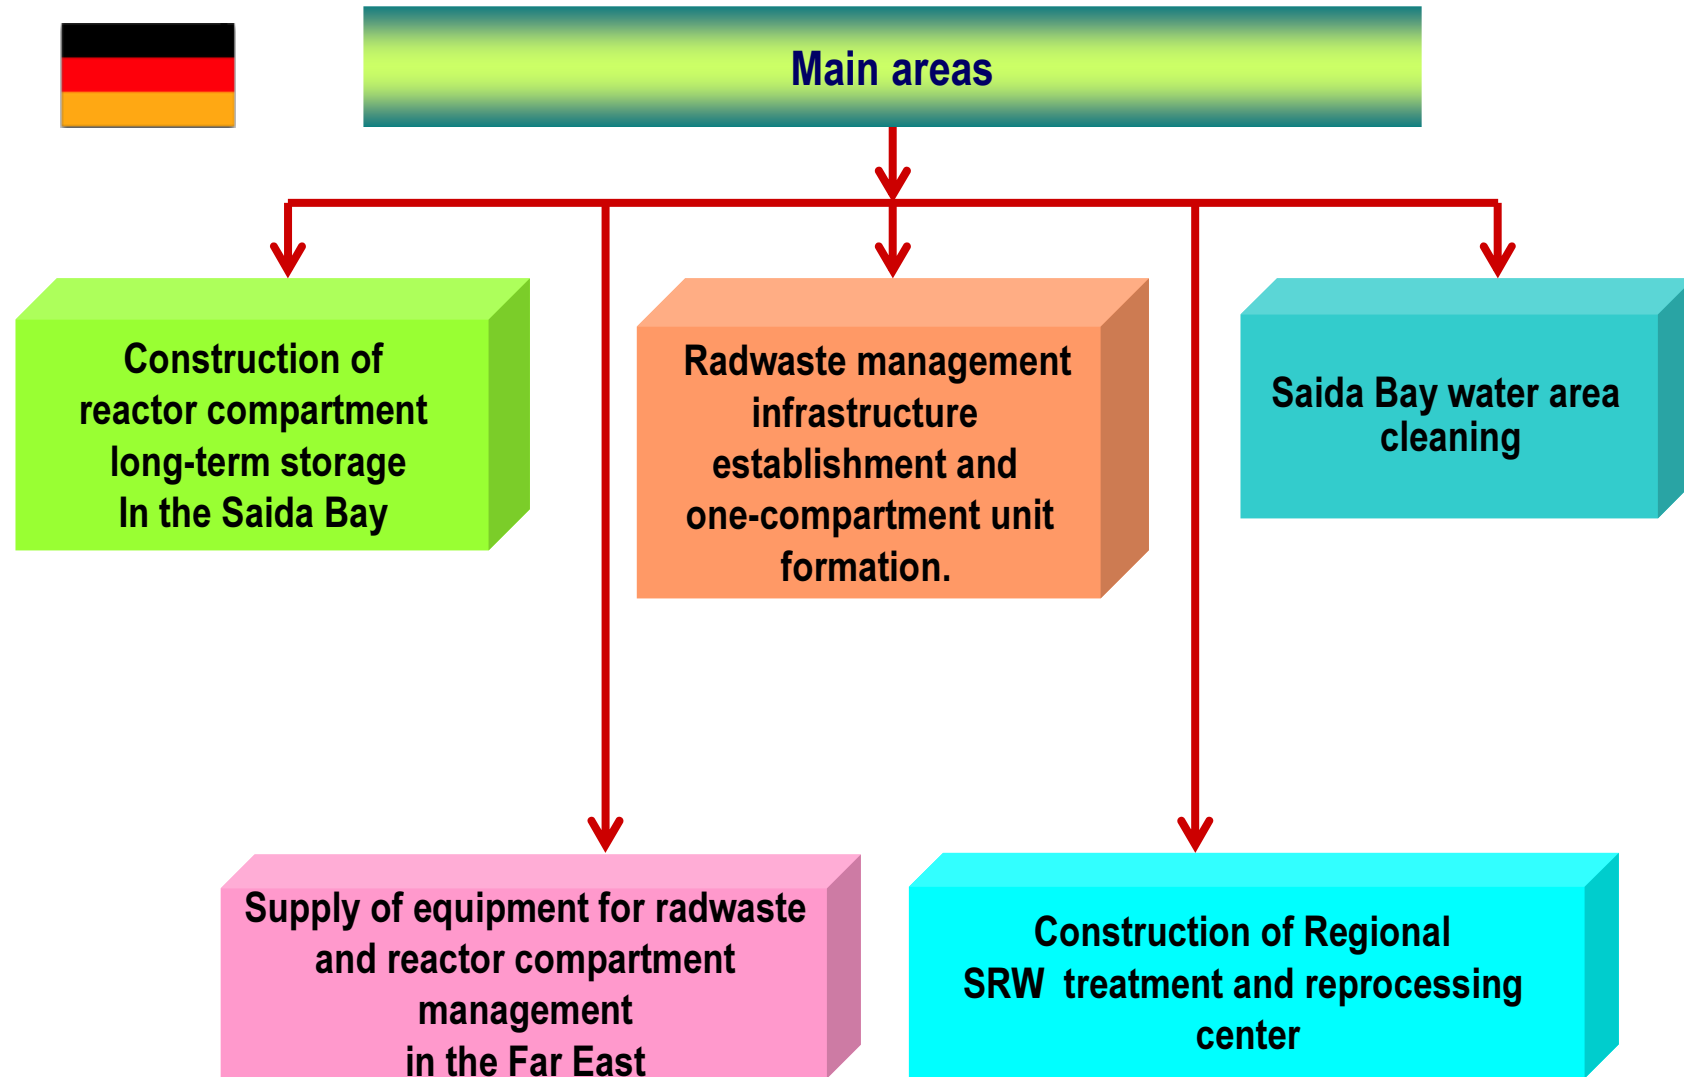 Main areas
Construction of
reactor compartment
long-term storage
In the Saida Bay
Radwaste management
infrastructure
establishment and
one-compartment unit
formation.
Saida Bay water area
cleaning
Supply of equipment for radwaste
and reactor compartment
management
in the Far East
Construction of Regional
SRW treatment and reprocessing
center